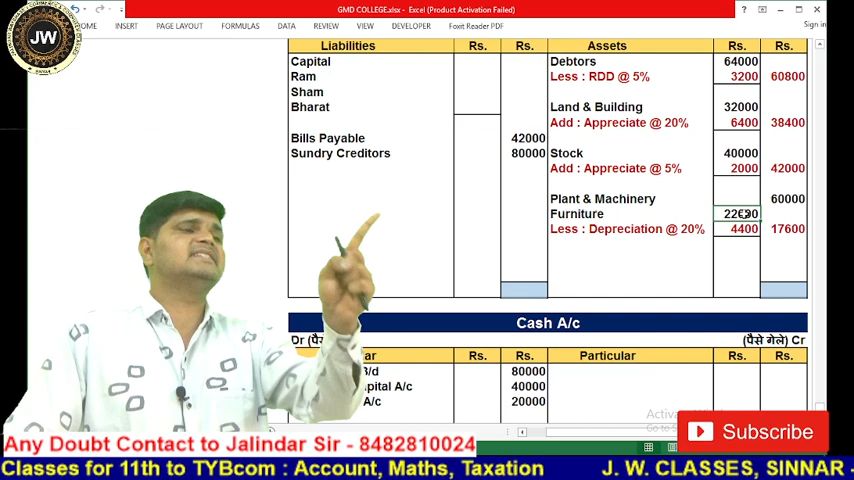 GMD COLLEGE.xlsx - Excel (Product Activation Failed)
Sign in
HOME INSERT PAGE LAYOUT FORMULAS DATA REVIEW VIEW DEVELOPER Foxit Reader PDF
JW
Liabilities Rs. Rs. Assets Rs. Rs.
Capital Debtors 64000
Ram Less : RDD @ 5% 3200 60800
Sham
Bharat Land & Building 32000
Add : Appreciate @ 20% 6400 38400
Bills Payable 42000
Sundry Creditors 80000 Stock 40000
Add : Appreciate @ 5% 2000 42000
Plant & Machinery 60000
Furniture
Less : Depreciation @ 20% 4400 17600
Cash A/c
Dr (पैसे गेले) Cr
Rs. Rs. Particular Rs. Rs.
80000
A/c 40000
A/c 20000
Subscribe
Any Doubt Contact to Jalindar Sir - 8482810024
Classes for 11th to TYBcom : Account, Maths, Taxation J. W. CLASSES, SINNAR -